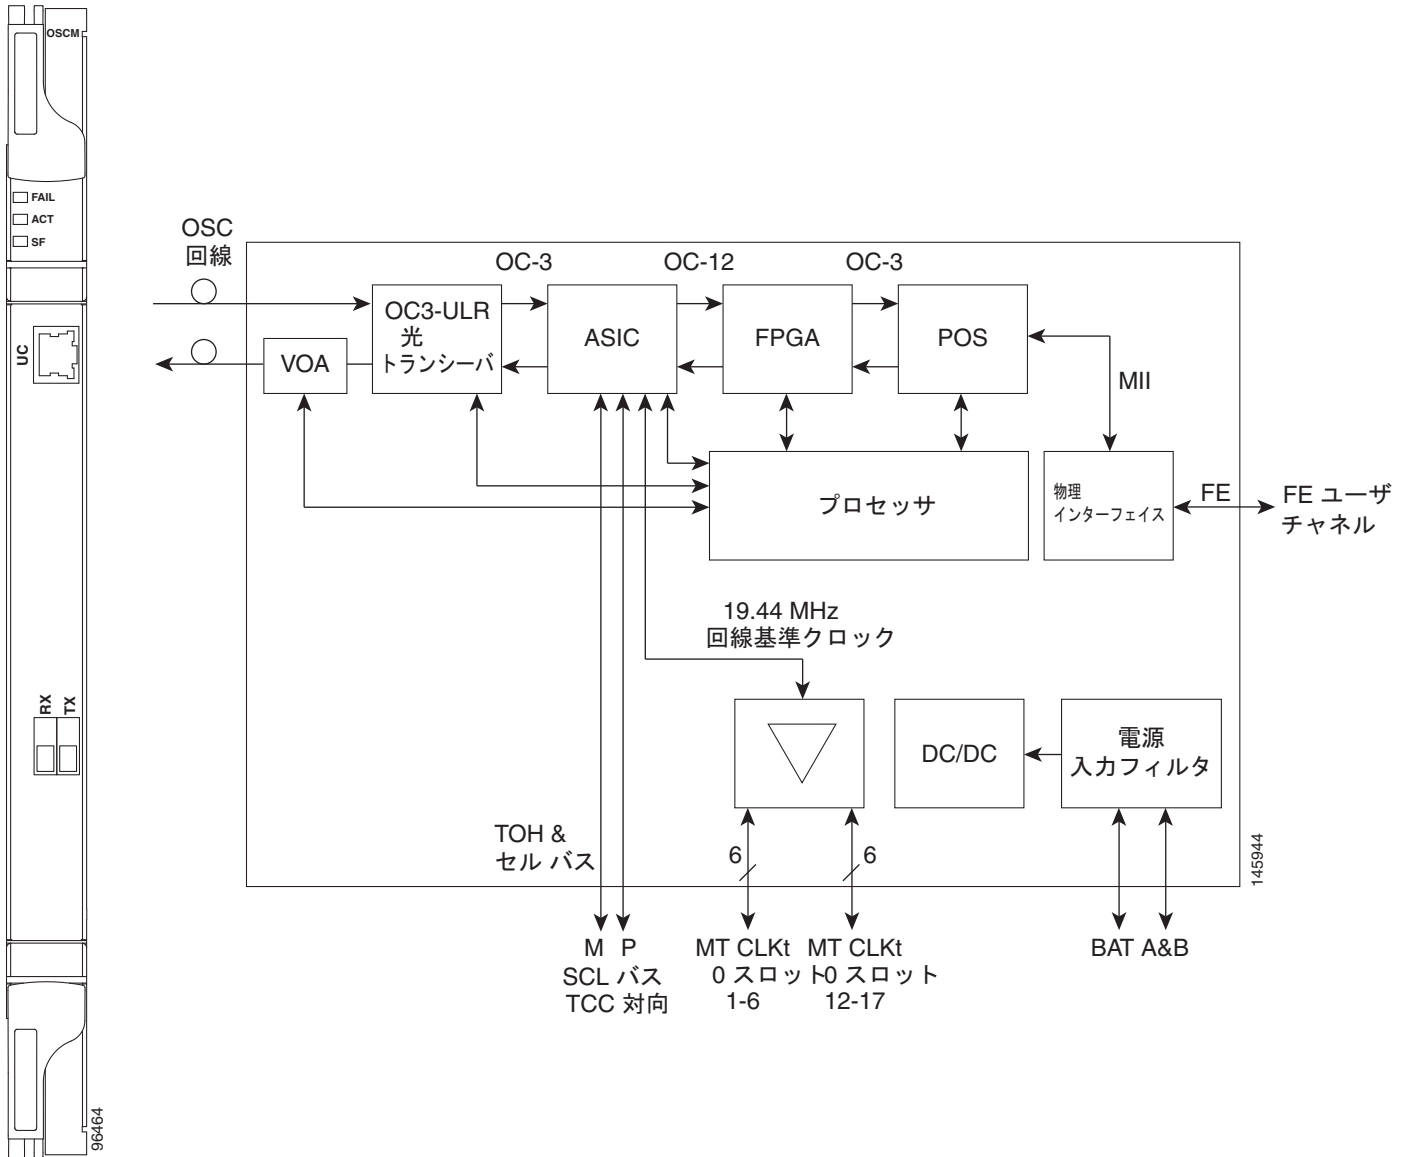 OSCM
FAIL
ACT
SF
UC
RX
TX
96464
OSC
回線
OC-3
OC-12
OC-3
OC3-ULR
光
トランシーバ
VOA
ASIC
FPGA
POS
MII
プロセッサ
物理
インターフェイス
FE
FE ユーザ
チャネル
19.44 MHz
回線基準クロック
DC/DC
電源
入力フィルタ
TOH &
セル バス
6
6
145944
M P
SCL バス
TCC 対向
MT CLKt
0 スロット
1-6
MT CLKt
0 スロット
12-17
BAT A&B